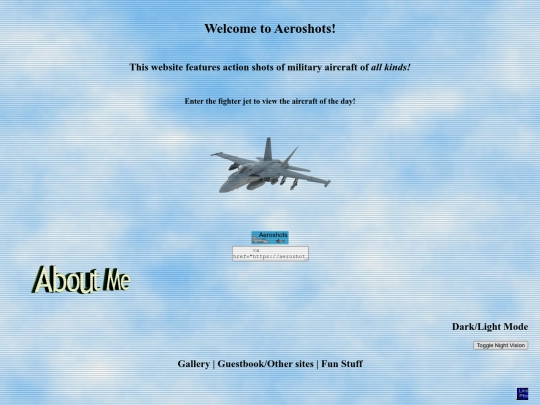 Welcome to Aeroshots!
This website features action shots of military aircraft of all kinds!
Enter the fighter jet to view the aircraft of the day!
Aeroshots
<a
href="https://aeroshot.
About Me
Dark/Light Mode
Toggle Night Vision
Gallery | Guestbook/Other sites | Fun Stuff